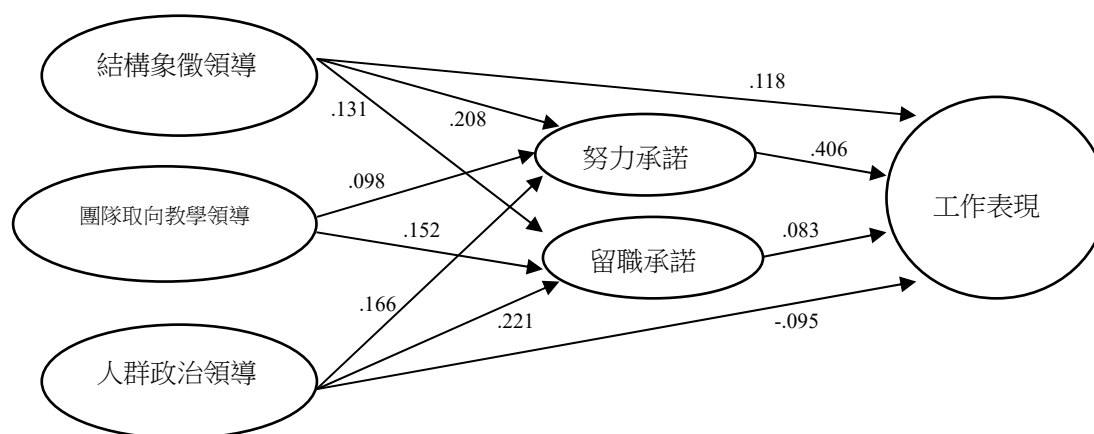 結構象徵領導
.118
.131
.208
努力承諾
.406
.098
團隊取向教學領導
工作表現
.152
留職承諾
.083
.166
.221
-.095
人群政治領導